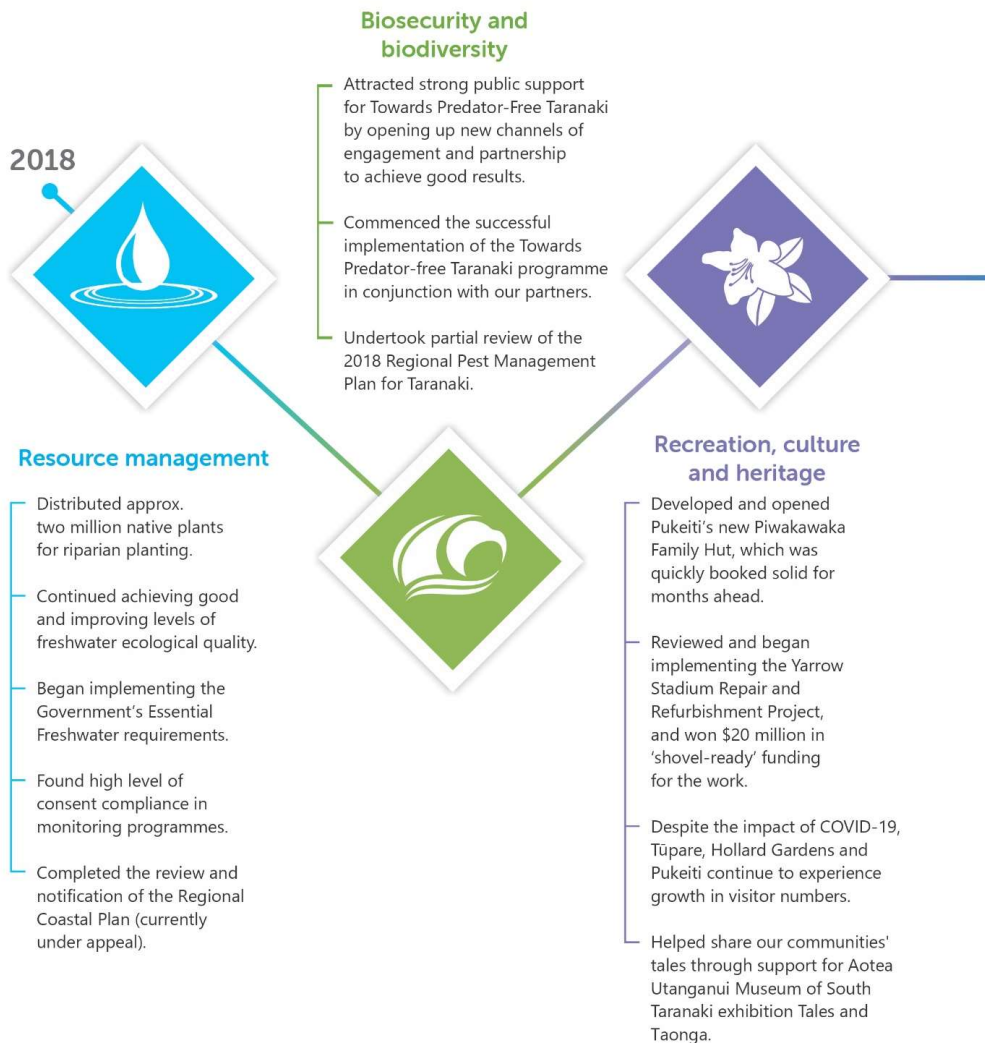 2018
Resource management
Distributed approx.
two million native plants
for riparian planting.
Continued achieving good
and improving levels of
freshwater ecological quality.
Began implementing the
Government's Essential
Freshwater requirements.
Found high level of
consent compliance in
monitoring programmes.
Completed the review and
notification of the Regional
Coastal Plan (currently
under appeal).
Biosecurity and
biodiversity
Attracted strong public support
for Towards Predator-Free Taranaki
by opening up new channels of
engagement and partnership
to achieve good results.
Commenced the successful
implementation of the Towards
Predator-free Taranaki programme
in conjunction with our partners.
Undertook partial review of the
2018 Regional Pest Management
Plan for Taranaki.
Recreation, culture
and heritage
Developed and opened
Pukeiti's new Piwakawaka
Family Hut, which was
quickly booked solid for
months ahead.
Reviewed and began
implementing the Yarrow
Stadium Repair and
Refurbishment Project,
and won $20 million in
‘shovel-ready’ funding
for the work.
Despite the impact of COVID-19,
Tūpare, Hollard Gardens and
Pukeiti continue to experience
growth in visitor numbers.
Helped share our communities'
tales through support for Aotea
Utanganui Museum of South
Taranaki exhibition Tales and
Taonga.